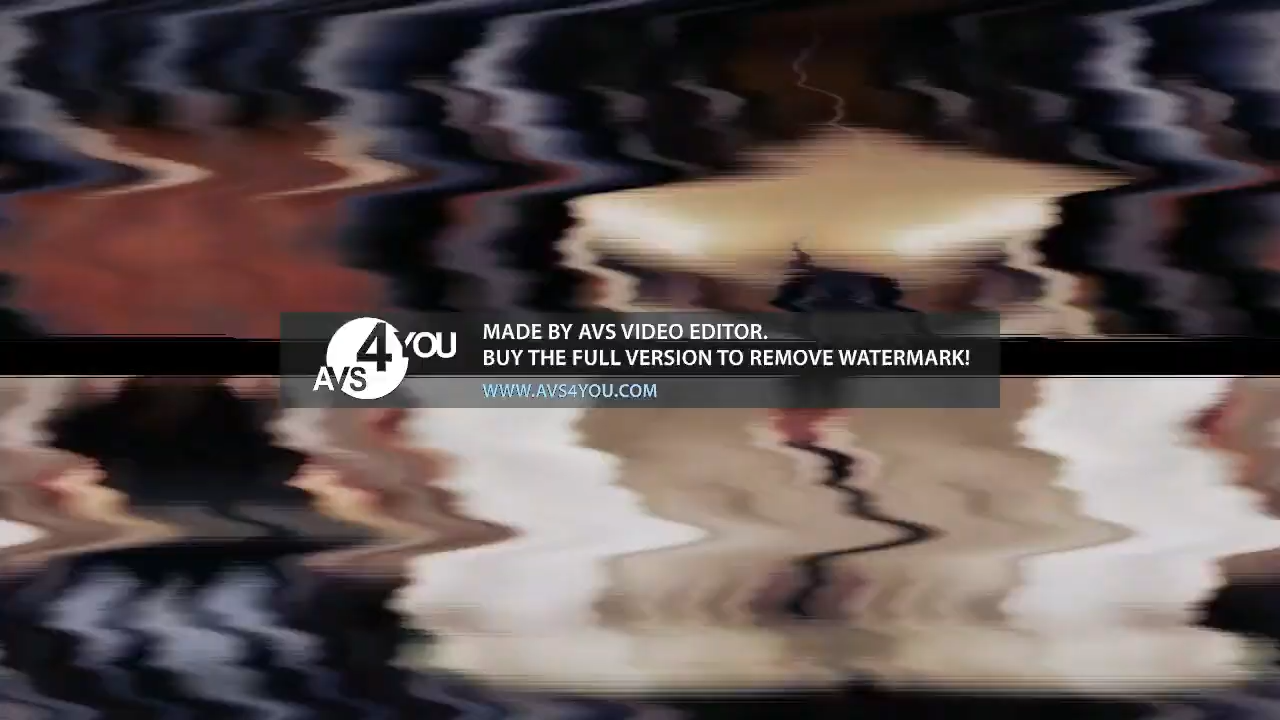 AVS4YOU
MADE BY AVS VIDEO EDITOR.
BUY THE FULL VERSION TO REMOVE WATERMARK!
WWW.AVS4YOU.COM